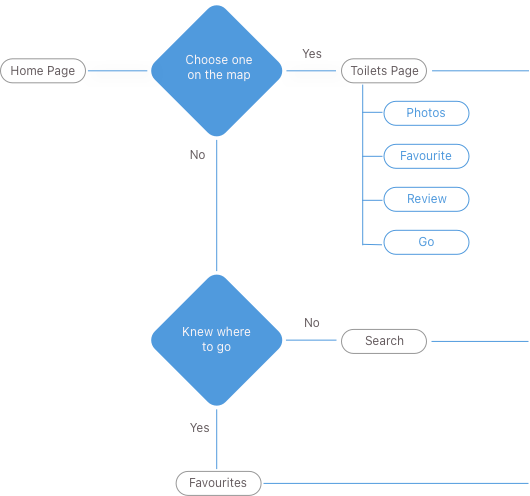 Home Page
Choose one
on the map
Yes
Toilets Page
Photos
Favourite
Review
Go
No
Knew where
to go
No
Search
Yes
Favourites